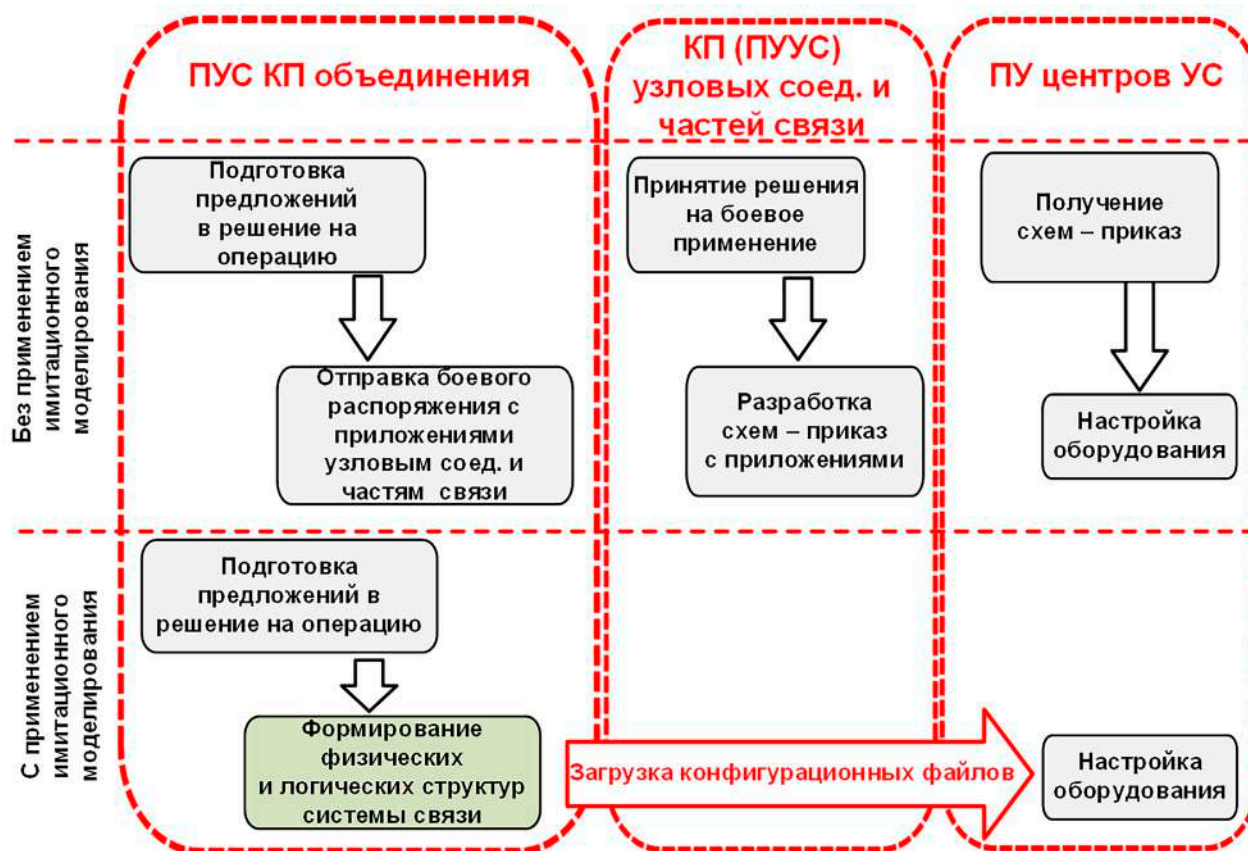 ПУС КП объединения
КП (ПУУС)
узловых соед. и
частей связи
ПУ центров УС
Без применением
имитационного
моделирования
Подготовка
предложений
в решение на
операцию
Отправка боевого
распоряжения с
приложениями
узловым соед. и
частям связи
Принятие решения
на боевое
применение
Разработка
схем – приказ
с приложениями
Получение
схем – приказ
Настройка
оборудования
С применением
имитационного
моделирования
Подготовка
предложений в
решение на операцию
Формирование
физических
и логических структур
системы связи
Загрузка конфигурационных файлов
Настройка
оборудования